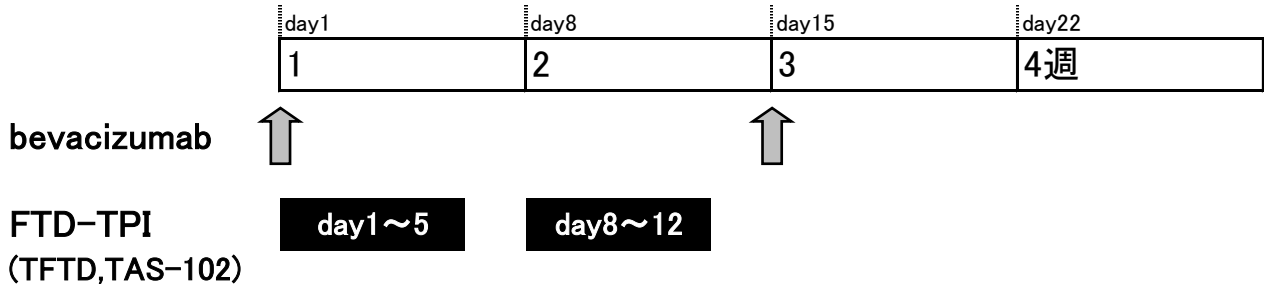 day1 day8 day15 day22
1 2 3 4週
bevacizumab
FTD-TPI day1～5 day8～12
(TFTD,TAS-102)